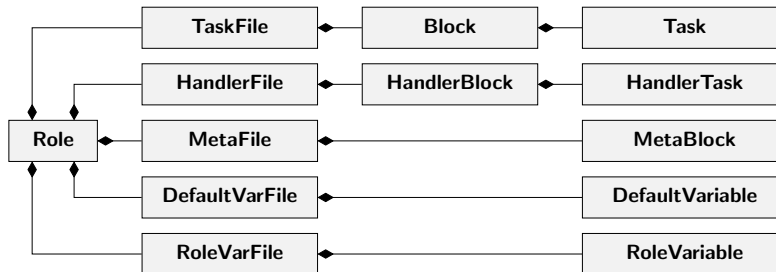 TaskFile Block Task
HandlerFile HandlerBlock HandlerTask
Role MetaFile MetaBlock
DefaultVarFile DefaultVariable
RoleVarFile RoleVariable